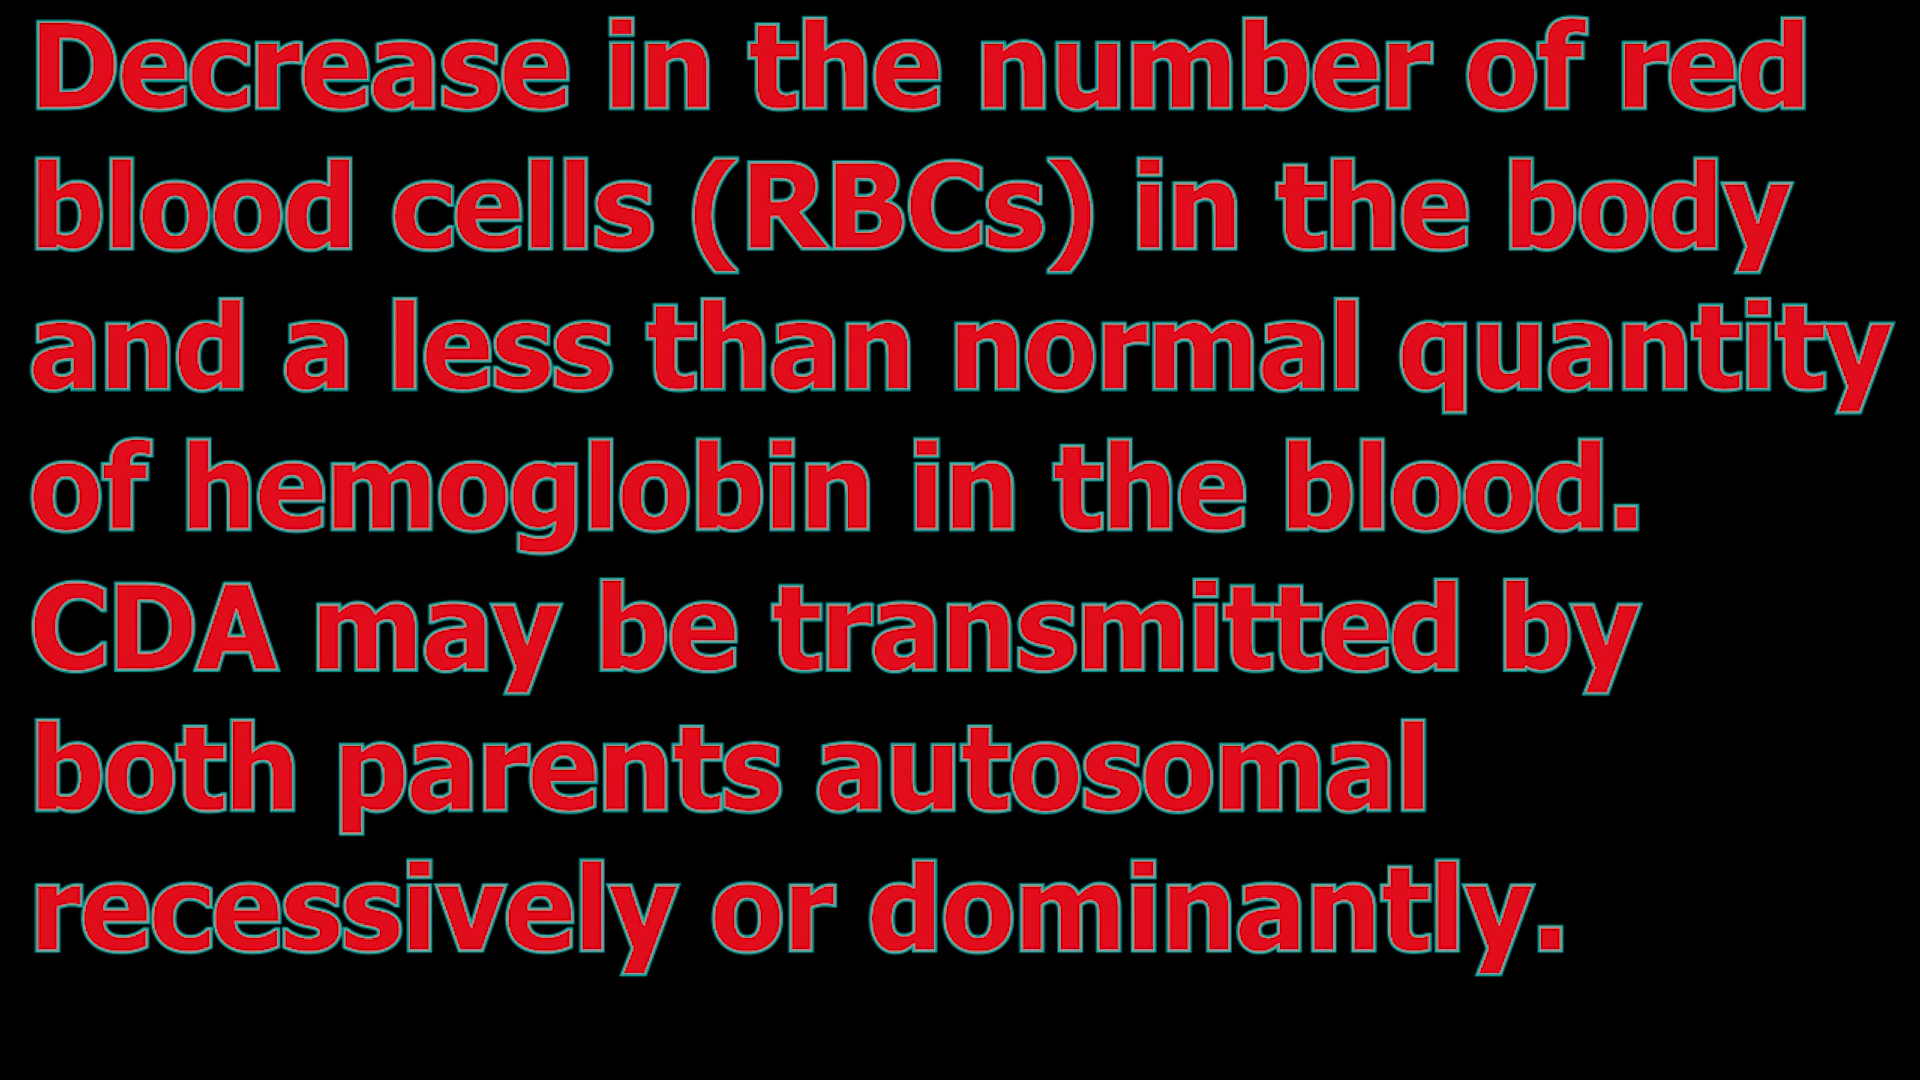 Decrease in the number of red
blood cells (RBCs) in the body
and a less than normal quantity
of hemoglobin in the blood.
CDA may be transmitted by
both parents autosomal
recessively or dominantly.